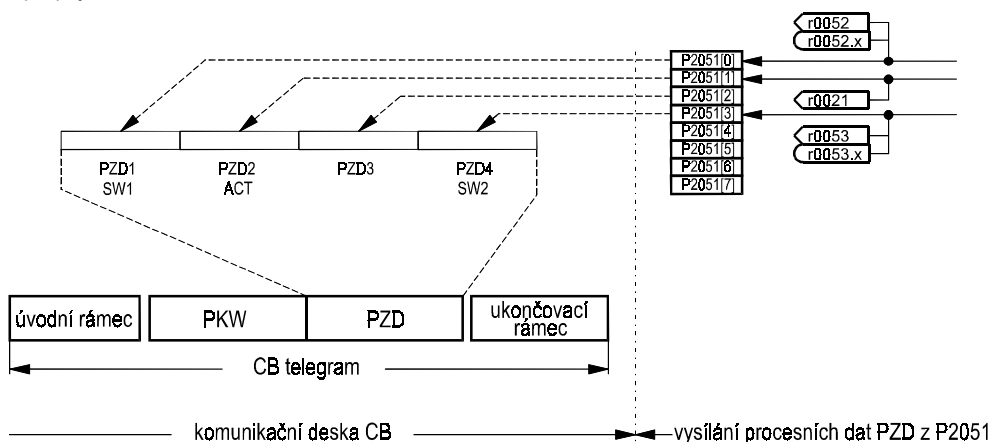 r0052
r0052.x
P2051[0]
P2051[1]
P2051[2]
r0021
P2051[3]
P2051[4]
r0053
P2051[5]
r0053.x
P2051[6]
P2051[7]
PZD1 PZD2 PZD3 PZD4
SW1 ACT SW2
úvodní rámec PKW PZD ukončovací rámec
CB telegram
komunikační deska CB vysílání procesních dat PZD z P2051